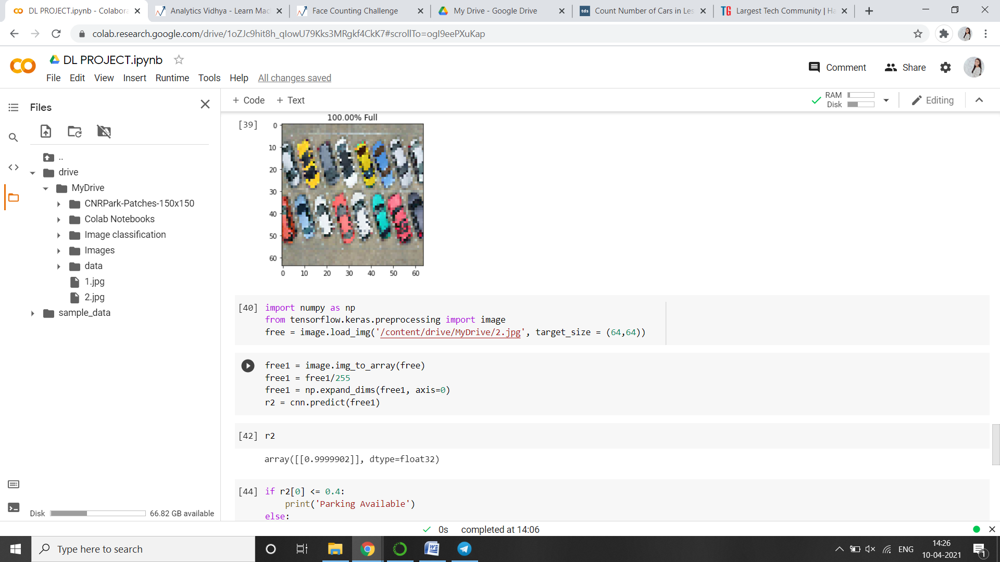 DL PROJECT.ipynb - Colabora
Analytics Vidhya - Learn Mac
Face Counting Challenge
My Drive - Google Drive
tds Count Number of Cars in Les
TG Largest Tech Community | Ha
colab.research.google.com/drive/1oZJc9hit8h_qIowU79Kks3MRgkf4CkK7#scrollTo=ogI9eePXuKap
DL PROJECT.ipynb
Comment
Share
File Edit View Insert Runtime Tools Help All changes saved
Files
+ Code + Text
RAM
Disk
Editing
..
drive
MyDrive
CNRPark-Patches-150x150
Colab Notebooks
Image classification
Images
data
1.jpg
2.jpg
sample_data
Disk 66.82 GB available
[39]
100.00% Full
0
10
20
30
40
50
60
0 10 20 30 40 50 60
[40] import numpy as np
from tensorflow.keras.preprocessing import image
free = image.load_img('/content/drive/MyDrive/2.jpg', target_size = (64,64))
free1 = image.img_to_array(free)
free1 = free1/255
free1 = np.expand_dims(free1, axis=0)
r2 = cnn.predict(free1)
[42] r2
array([[0.9999902]], dtype=float32)
[44] if r2[0] <= 0.4:
print('Parking Available')
else:
0s completed at 14:06
Type here to search
ENG
14:26
10-04-2021
1